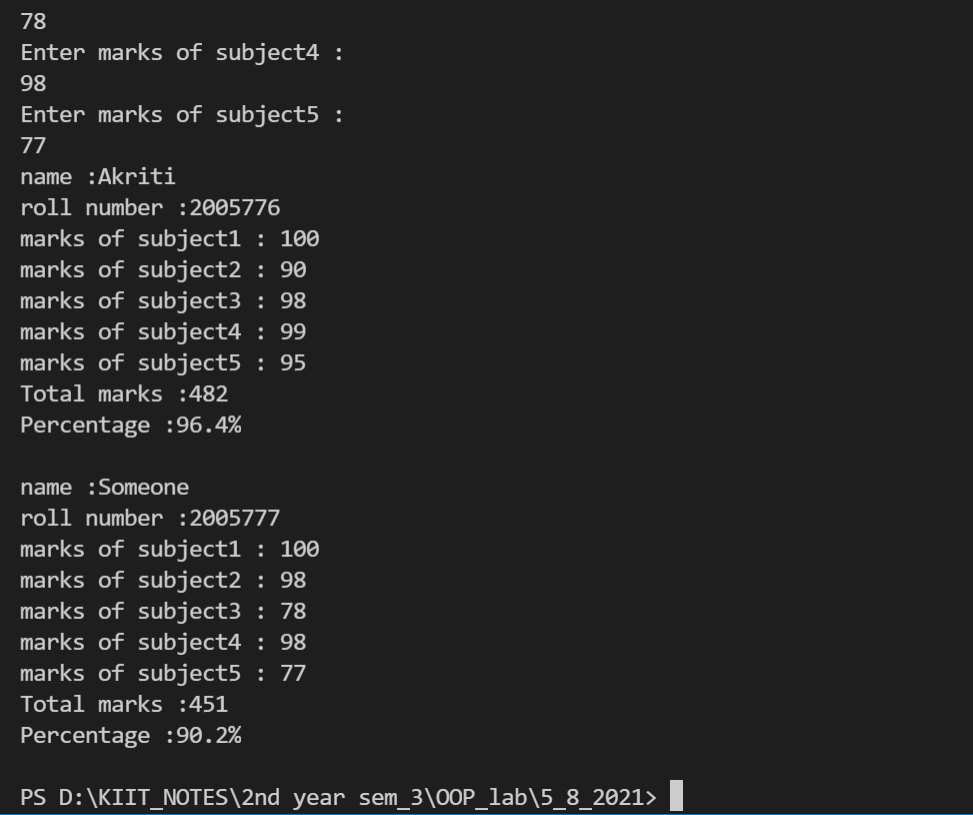 78
Enter marks of subject4 :
98
Enter marks of subject5 :
77
name :Akriti
roll number :2005776
marks of subject1 : 100
marks of subject2 : 90
marks of subject3 : 98
marks of subject4 : 99
marks of subject5 : 95
Total marks :482
Percentage :96.4%
name :Someone
roll number :2005777
marks of subject1 : 100
marks of subject2 : 98
marks of subject3 : 78
marks of subject4 : 98
marks of subject5 : 77
Total marks :451
Percentage :90.2%
PS D:\KIIT_NOTES\2nd year sem_3\OOP_lab\5_8_2021>